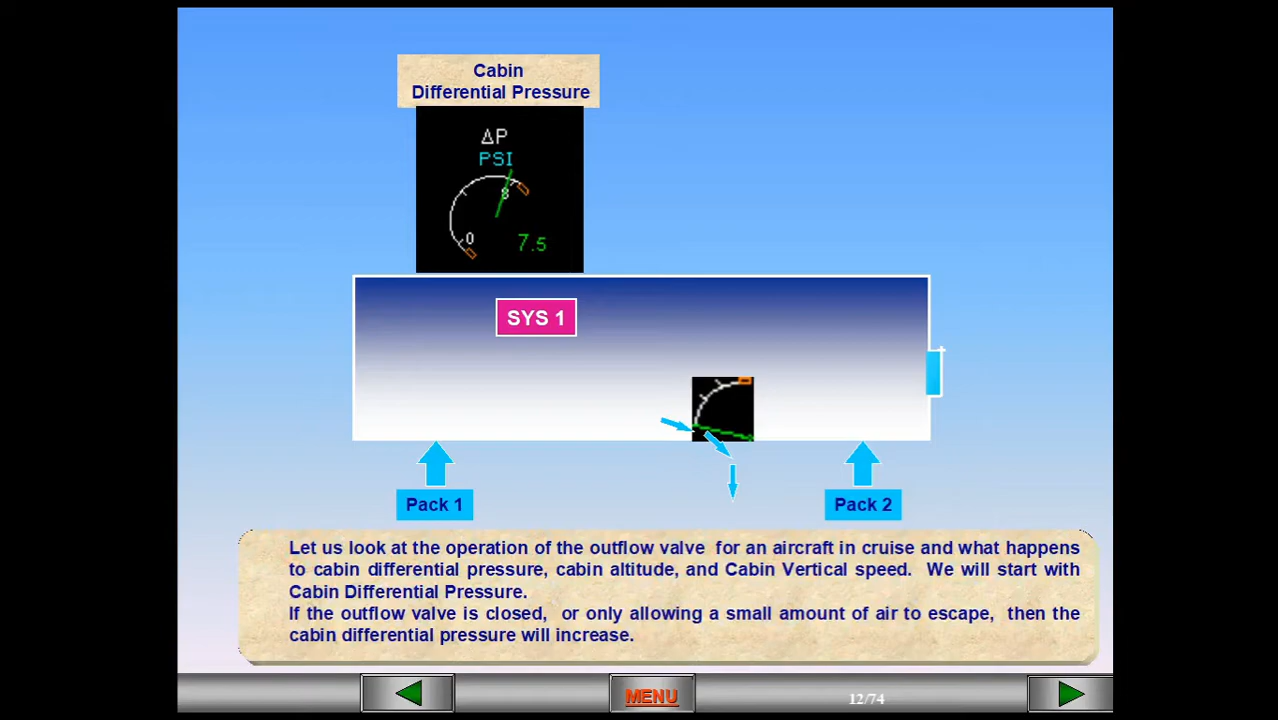 Cabin
Differential Pressure
ΔP
PSI
8
0
7.5
SYS 1
Pack 1
Pack 2
Let us look at the operation of the outflow valve for an aircraft in cruise and what happens
to cabin differential pressure, cabin altitude, and Cabin Vertical speed. We will start with
Cabin Differential Pressure.
If the outflow valve is closed, or only allowing a small amount of air to escape, then the
cabin differential pressure will increase.
MENU
12/74